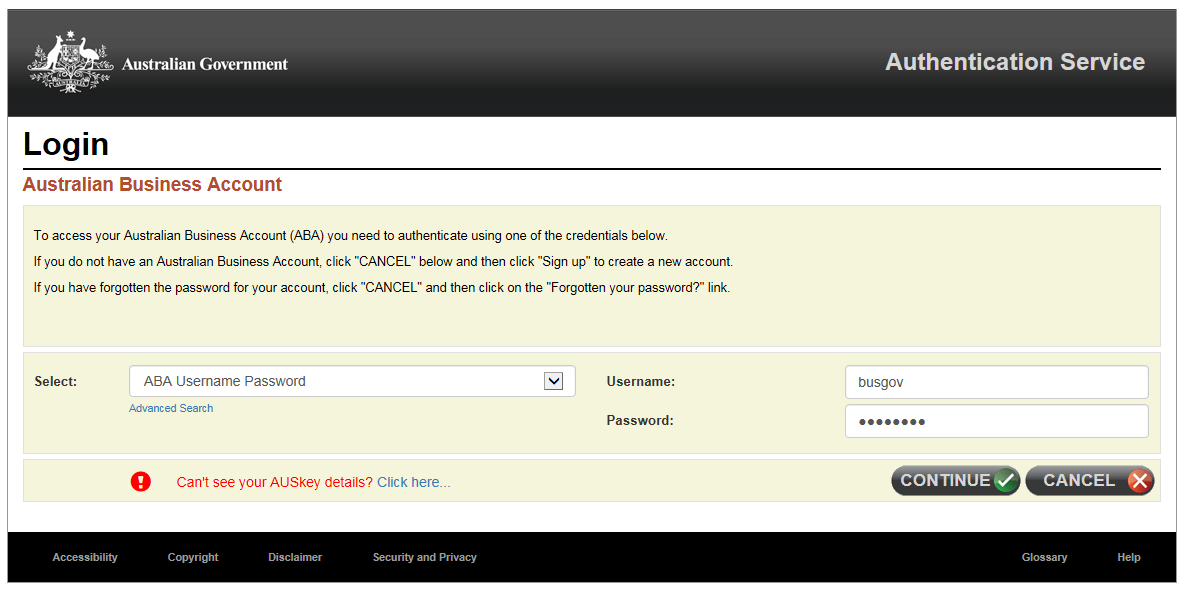 Australian Government
Authentication Service
Login
Australian Business Account
To access your Australian Business Account (ABA) you need to authenticate using one of the credentials below.
If you do not have an Australian Business Account, click "CANCEL" below and then click "Sign up" to create a new account.
If you have forgotten the password for your account, click "CANCEL" and then click on the "Forgotten your password?" link.
Select: ABA Username Password Username: busgov
Advanced Search
Password: ●●●●●●●●
Can't see your AUSkey details? Click here... CONTINUE CANCEL
Accessibility Copyright Disclaimer Security and Privacy Glossary Help